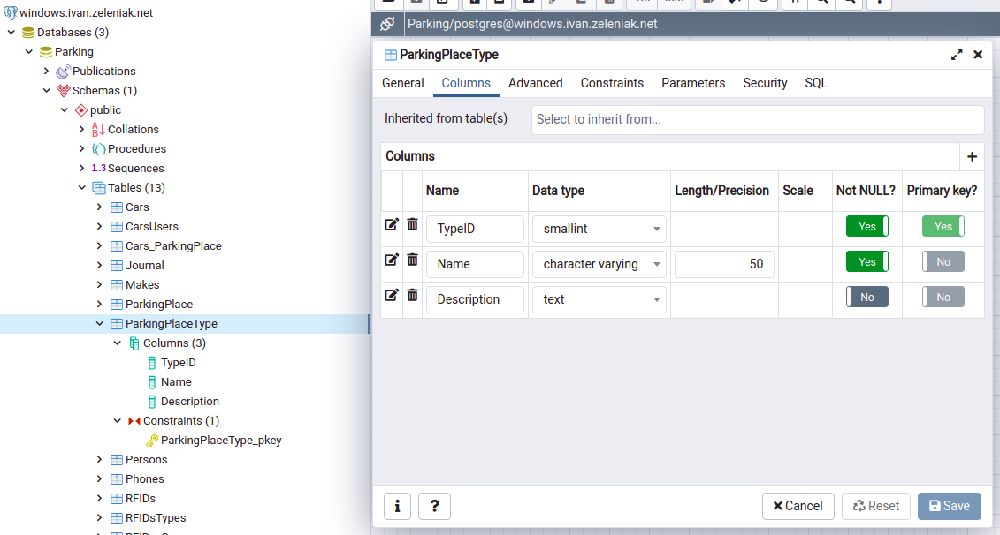 windows.ivan.zeleniak.net
Databases (3)
Parking
Publications
Schemas (1)
public
Collations
Procedures
1.3 Sequences
Tables (13)
Cars
CarsUsers
Cars_ParkingPlace
Journal
Makes
ParkingPlace
ParkingPlaceType
Columns (3)
TypeID
Name
Description
Constraints (1)
ParkingPlaceType_pkey
Persons
Phones
RFIDs
RFIDsTypes
Parking/postgres@windows.ivan.zeleniak.net
ParkingPlaceType
General Columns Advanced Constraints Parameters Security SQL
Inherited from table(s) Select to inherit from...
Columns
Name Data type Length/Precision Scale Not NULL? Primary key?
TypeID smallint Yes Yes
Name character varying 50 Yes No
Description text No No
i ? Cancel Reset Save